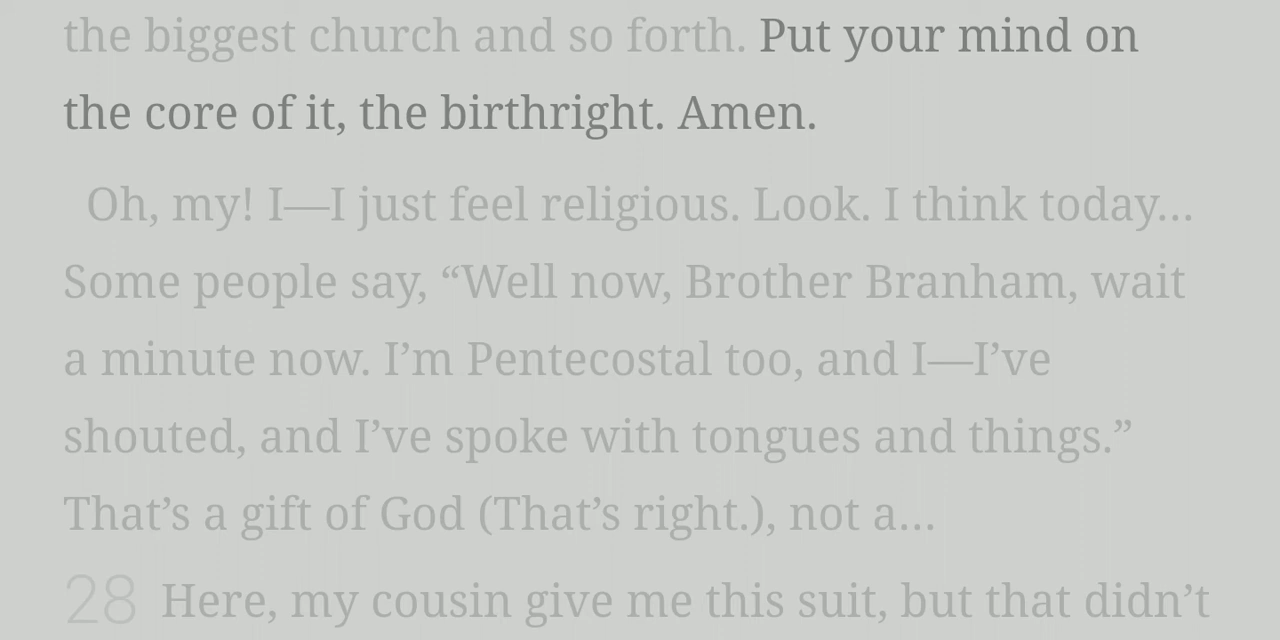 the biggest church and so forth. Put your mind on
the core of it, the birthright. Amen.
Oh, my! I—I just feel religious. Look. I think today…
Some people say, “Well now, Brother Branham, wait
a minute now. I’m Pentecostal too, and I—I’ve
shouted, and I’ve spoke with tongues and things.”
That’s a gift of God (That’s right.), not a…
28 Here, my cousin give me this suit, but that didn’t